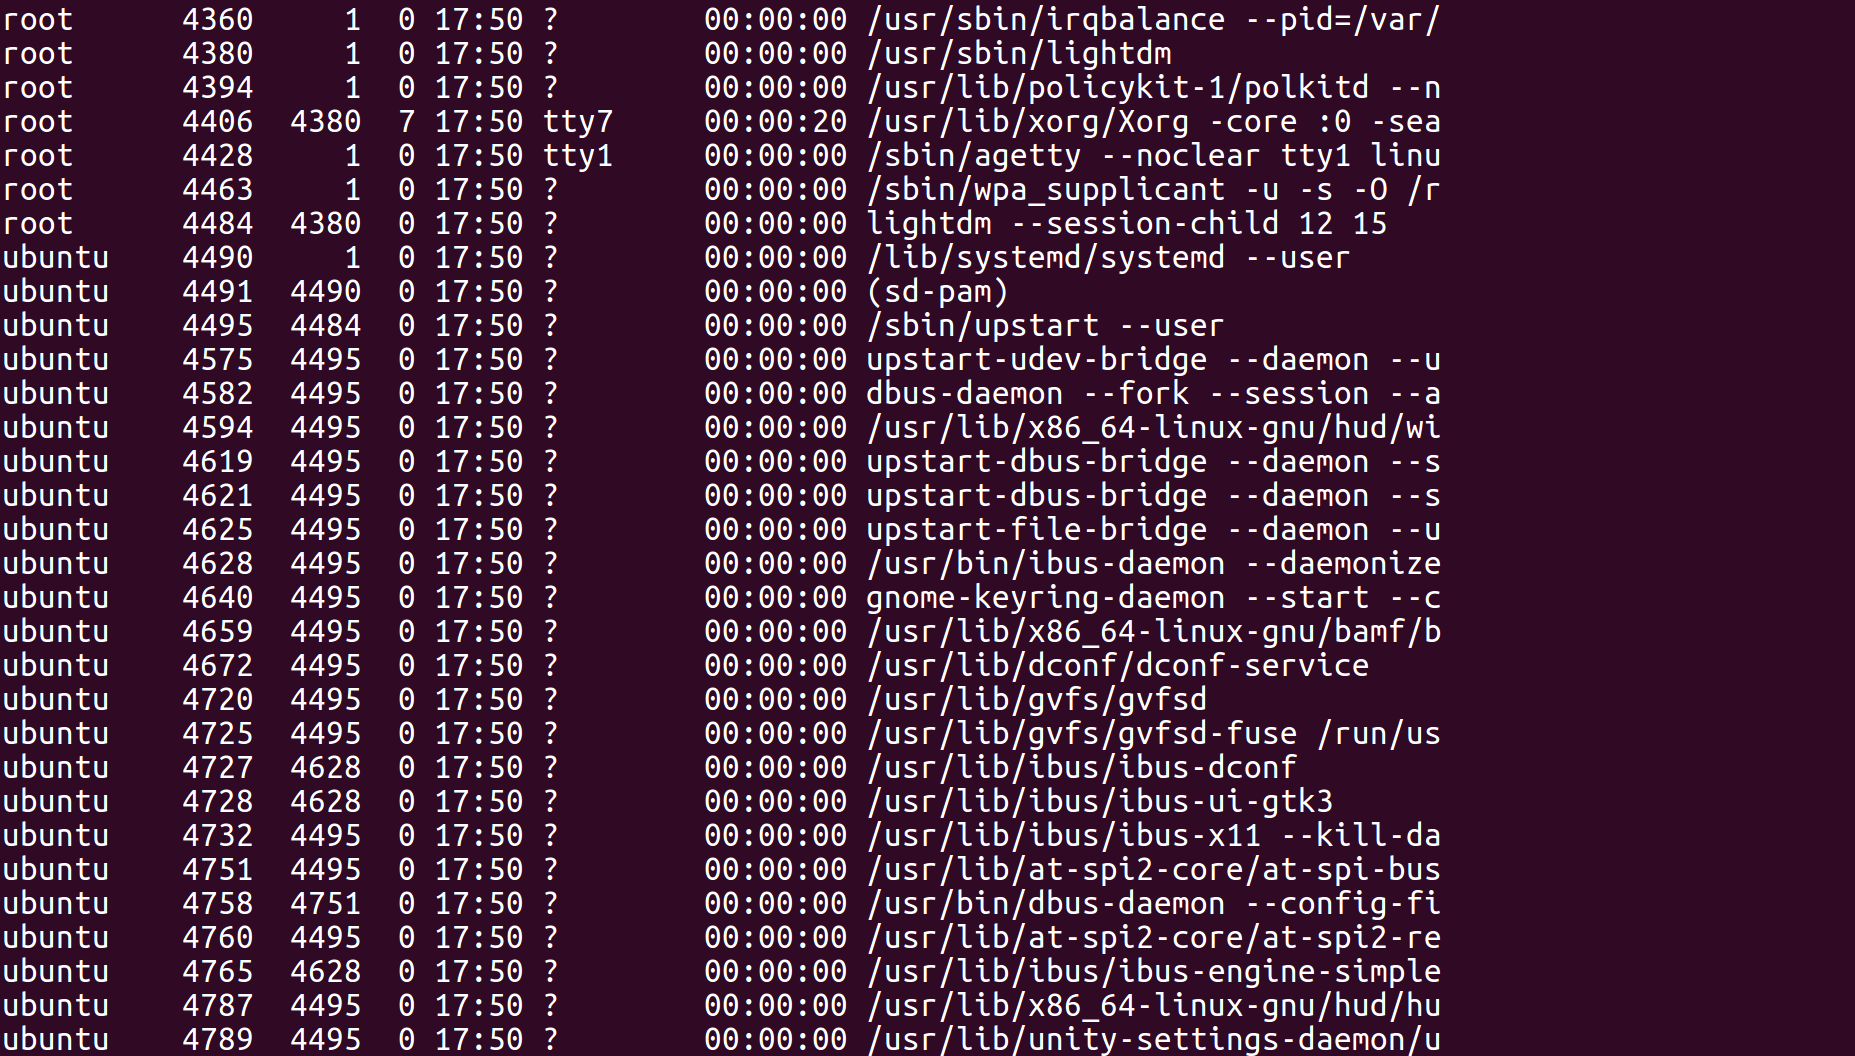 root      4360     1  0 17:50 ?        00:00:00 /usr/sbin/irqbalance --pid=/var/
root      4380     1  0 17:50 ?        00:00:00 /usr/sbin/lightdm
root      4394     1  0 17:50 ?        00:00:00 /usr/lib/policykit-1/polkitd --n
root      4406  4380  7 17:50 tty7     00:00:20 /usr/lib/xorg/Xorg -core :0 -sea
root      4428     1  0 17:50 tty1     00:00:00 /sbin/agetty --noclear tty1 linu
root      4463     1  0 17:50 ?        00:00:00 /sbin/wpa_supplicant -u -s -O /r
root      4484  4380  0 17:50 ?        00:00:00 lightdm --session-child 12 15
ubuntu    4490     1  0 17:50 ?        00:00:00 /lib/systemd/systemd --user
ubuntu    4491  4490  0 17:50 ?        00:00:00 (sd-pam)
ubuntu    4495  4484  0 17:50 ?        00:00:00 /sbin/upstart --user
ubuntu    4575  4495  0 17:50 ?        00:00:00 upstart-udev-bridge --daemon --u
ubuntu    4582  4495  0 17:50 ?        00:00:00 dbus-daemon --fork --session --a
ubuntu    4594  4495  0 17:50 ?        00:00:00 /usr/lib/x86_64-linux-gnu/hud/wi
ubuntu    4619  4495  0 17:50 ?        00:00:00 upstart-dbus-bridge --daemon --s
ubuntu    4621  4495  0 17:50 ?        00:00:00 upstart-dbus-bridge --daemon --s
ubuntu    4625  4495  0 17:50 ?        00:00:00 upstart-file-bridge --daemon --u
ubuntu    4628  4495  0 17:50 ?        00:00:00 /usr/bin/ibus-daemon --daemonize
ubuntu    4640  4495  0 17:50 ?        00:00:00 gnome-keyring-daemon --start --c
ubuntu    4659  4495  0 17:50 ?        00:00:00 /usr/lib/x86_64-linux-gnu/bamf/b
ubuntu    4672  4495  0 17:50 ?        00:00:00 /usr/lib/dconf/dconf-service
ubuntu    4720  4495  0 17:50 ?        00:00:00 /usr/lib/gvfs/gvfsd
ubuntu    4725  4495  0 17:50 ?        00:00:00 /usr/lib/gvfs/gvfsd-fuse /run/us
ubuntu    4727  4628  0 17:50 ?        00:00:00 /usr/lib/ibus/ibus-dconf
ubuntu    4728  4628  0 17:50 ?        00:00:00 /usr/lib/ibus/ibus-ui-gtk3
ubuntu    4732  4495  0 17:50 ?        00:00:00 /usr/lib/ibus/ibus-x11 --kill-da
ubuntu    4751  4495  0 17:50 ?        00:00:00 /usr/lib/at-spi2-core/at-spi-bus
ubuntu    4758  4751  0 17:50 ?        00:00:00 /usr/bin/dbus-daemon --config-fi
ubuntu    4760  4495  0 17:50 ?        00:00:00 /usr/lib/at-spi2-core/at-spi2-re
ubuntu    4765  4628  0 17:50 ?        00:00:00 /usr/lib/ibus/ibus-engine-simple
ubuntu    4787  4495  0 17:50 ?        00:00:00 /usr/lib/x86_64-linux-gnu/hud/hu
ubuntu    4789  4495  0 17:50 ?        00:00:00 /usr/lib/unity-settings-daemon/u